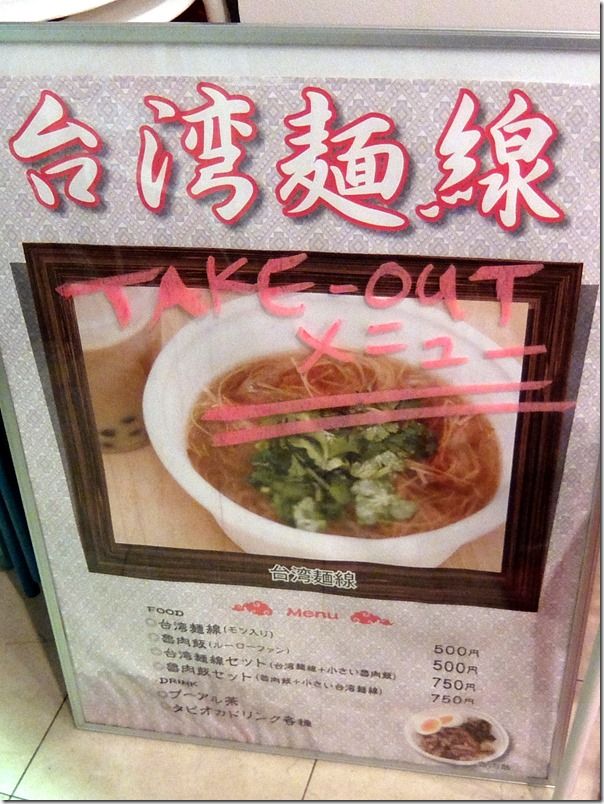 台湾麺線
TAKE-OUT
メニュー
台湾麺線
Menu
FOOD
◎台湾麺線(モツ入り) 500円
◎魯肉飯(ルーローファン) 500円
◎台湾麺線セット(台湾麺線+小さい魯肉飯) 750円
◎魯肉飯セット(魯肉飯+小さい台湾麺線) 750円
DRINK
◎プーアル茶
◎タピオカドリンク各種